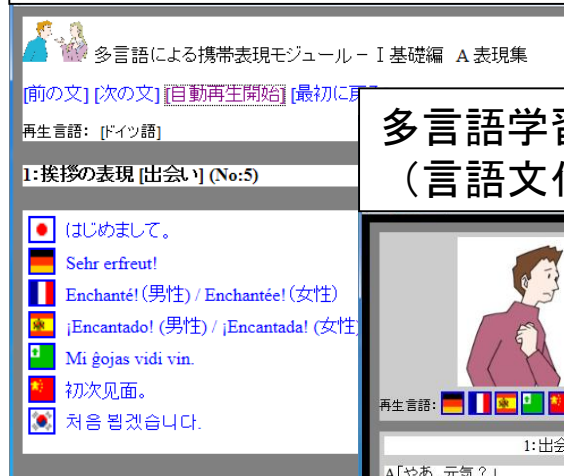 多言語による携帯表現モジュール－Ⅰ基礎編 A 表現集
[前の文] [次の文] [自動再生開始] [最初に戻
再生言語： [ドイツ語]
1:挨拶の表現 [出会い] (No:5)
はじめまして。
Sehr erfreut!
Enchanté! (男性) / Enchantée! (女性)
¡Encantado! (男性) / ¡Encantada! (女性
Mi ĝojas vidi vin.
初次见面。
처음 뵙겠습니다.
多言語学習
（言語文化
再生言語：
1:出会
A「やあ、元気？」